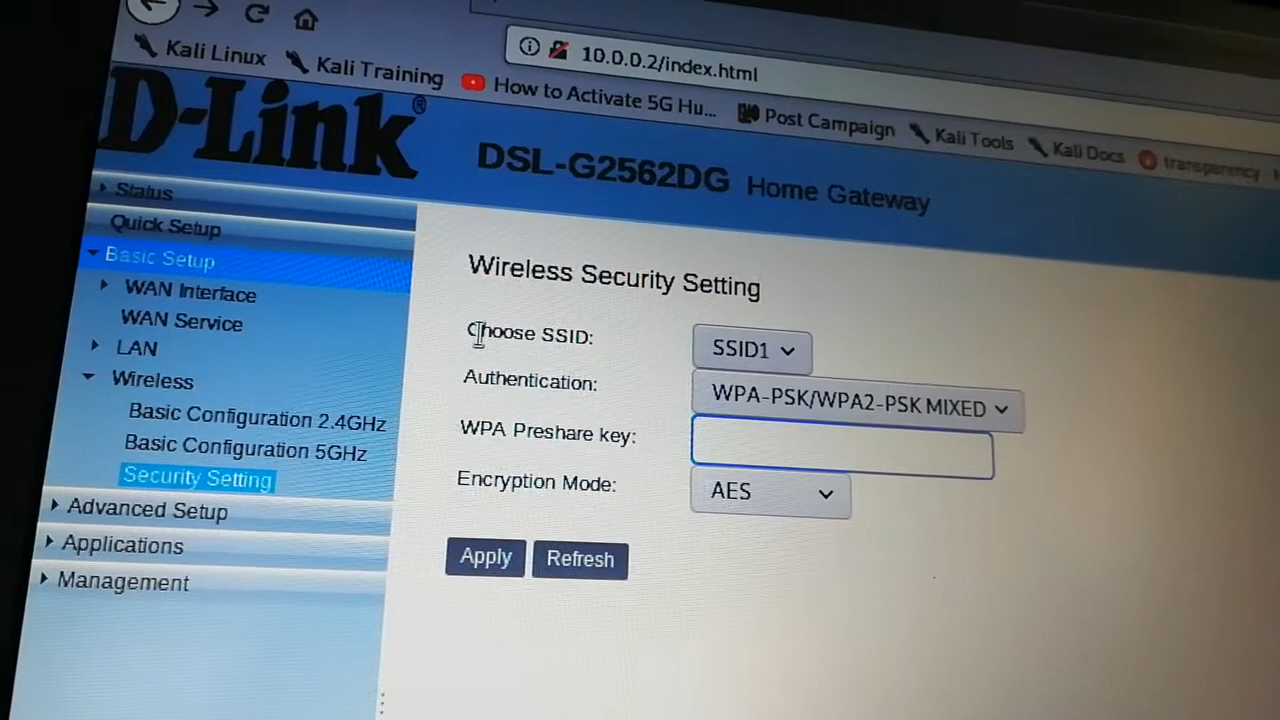 10.0.0.2/index.html
Kali Linux Kali Training How to Activate 5G Hu... Post Campaign Kali Tools Kali Docs transparency
D-Link®
DSL-G2562DG Home Gateway
Status
Quick Setup
Basic Setup
WAN Interface
WAN Service
LAN
Wireless
Basic Configuration 2.4GHz
Basic Configuration 5GHz
Security Setting
Advanced Setup
Applications
Management
Wireless Security Setting
Choose SSID: SSID1
Authentication: WPA-PSK/WPA2-PSK MIXED
WPA Preshare key:
Encryption Mode: AES
Apply Refresh